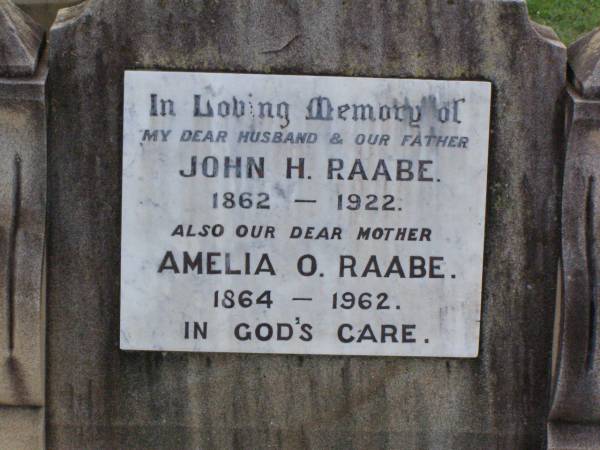 In Loving Memory of
MY DEAR HUSBAND & OUR FATHER
JOHN H. RAABE.
1862 — 1922.
ALSO OUR DEAR MOTHER
AMELIA O. RAABE.
1864 — 1962.
IN GOD'S CARE.